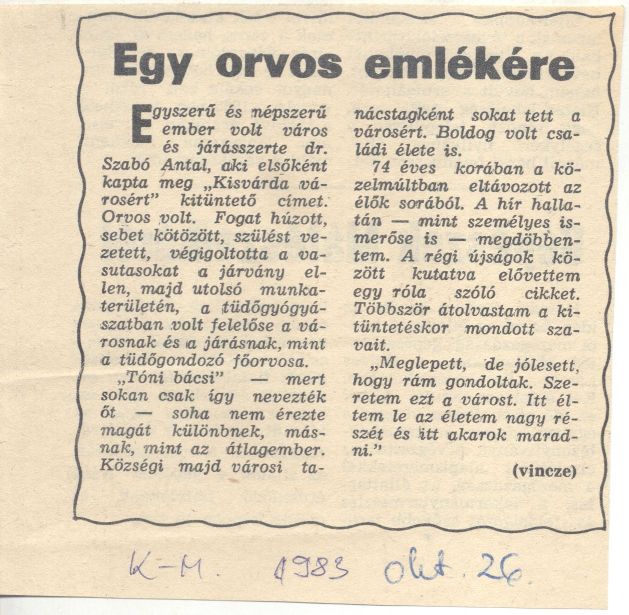 Egy orvos emlékére
Egyszerű és népszerű
ember volt város
és járásszerte dr.
Szabó Antal, aki elsőként
kapta meg „Kisvárda vá-
rosért” kitüntető címet.
Orvos volt. Fogat húzott,
sebet kötözött, szülést ve-
zetett, végigoltotta a va-
sutasokat a járvány el-
len, majd utolsó munka-
területén, a tüdőgyógyá-
szatban volt felelőse a vá-
rosnak és a járásnak, mint
a tüdőgondozó főorvosa.
„Tóni bácsi” — mert
sokan csak így nevezték
őt — soha nem érezte
magát különbnek, más-
nak, mint az átlagember.
Községi majd városi ta-
nácstagként sokat tett a
városért. Boldog volt csa-
ládi élete is.
74 éves korában a kö-
zelmúltban eltávozott az
élők sorából. A hír halla-
tán — mint személyes is-
merőse is — megdöbben-
tem. A régi újságok kö-
zött kutatva elővettem
egy róla szóló cikket.
Többször átolvastam a ki-
tüntetéskor mondott sza-
vait.
„Meglepett, de jólesett,
hogy rám gondoltak. Sze-
retem ezt a várost. Itt él-
tem le az életem nagy ré-
szét és itt akarok marad-
ni.”
(vincze)
K-M. 1983 okt. 26.